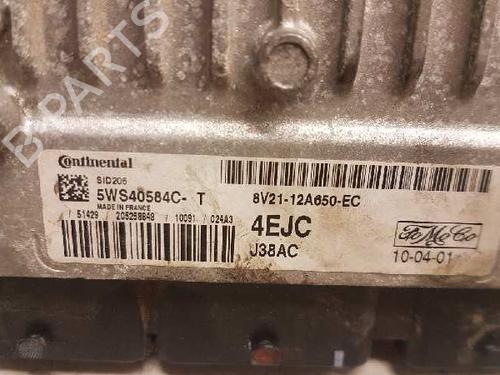 B PARTS
Continental
SID206
5WS40584C- T
8V21-12A650-EC
MADE IN FRANCE
/ 51429 / 205258849 / 10091 / 024A3
4EJC
FoMoCo
J38AC
10-04-01